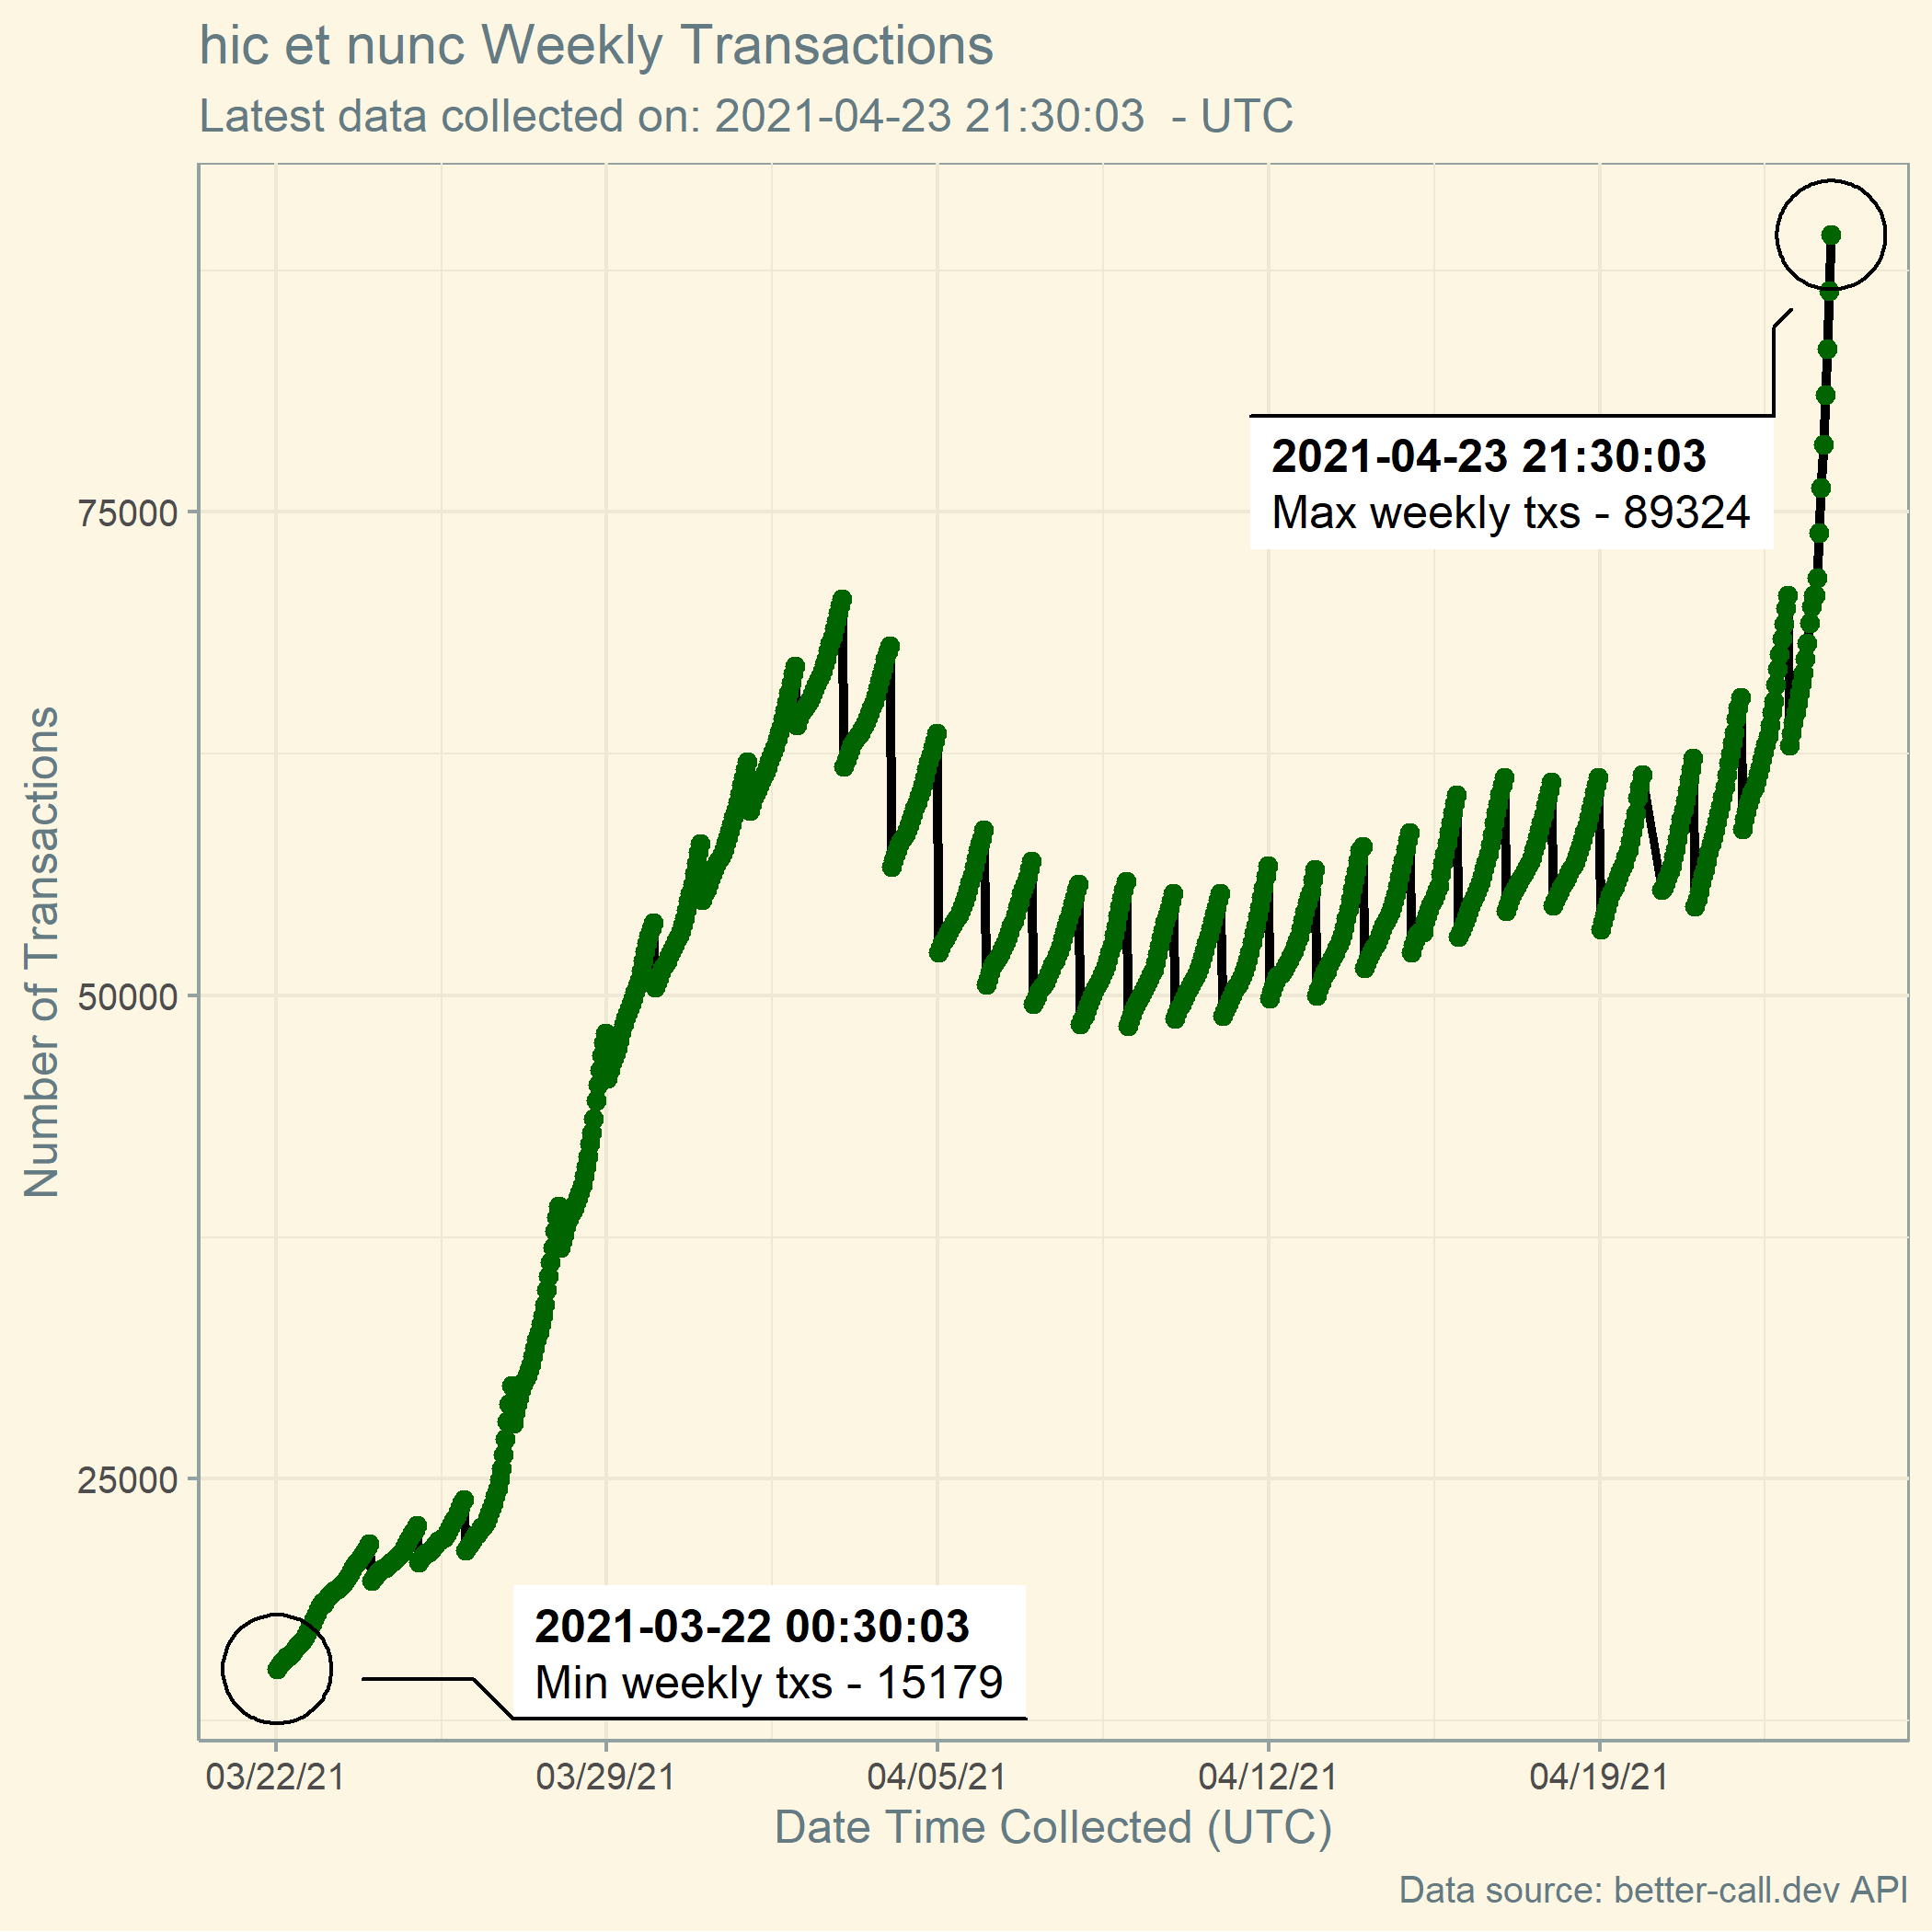 hic et nunc Weekly Transactions
Latest data collected on: 2021-04-23 21:30:03  - UTC
Number of Transactions
75000
50000
25000
2021-04-23 21:30:03
Max weekly txs - 89324
2021-03-22 00:30:03
Min weekly txs - 15179
03/22/21 03/29/21 04/05/21 04/12/21 04/19/21
Date Time Collected (UTC)
Data source: better-call.dev API